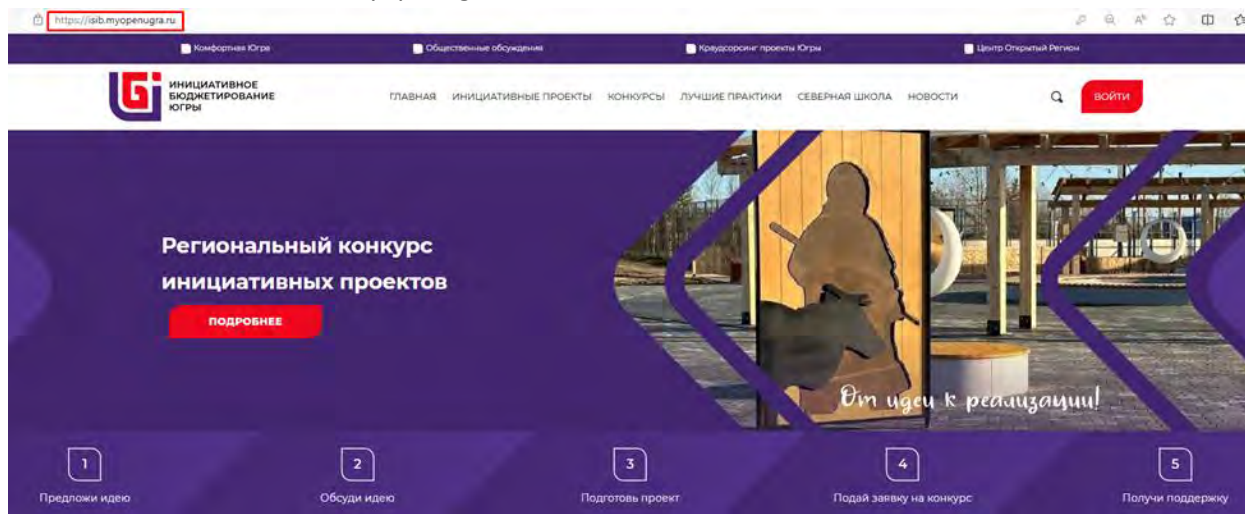 https://isib.myopenugra.ru
Комфортная Югра
Общественные обсуждения
Краудсорсинг проекты Югры
Центр Открытый Регион
ИНИЦИАТИВНОЕ
БЮДЖЕТИРОВАНИЕ
ЮГРЫ
ГЛАВНАЯ ИНИЦИАТИВНЫЕ ПРОЕКТЫ КОНКУРСЫ ЛУЧШИЕ ПРАКТИКИ СЕВЕРНАЯ ШКОЛА НОВОСТИ
ВОЙТИ
Региональный конкурс
инициативных проектов
ПОДРОБНЕЕ
От идеи к реализации!
1
Предложи идею
2
Обсуди идею
3
Подготовь проект
4
Подай заявку на конкурс
5
Получи поддержку